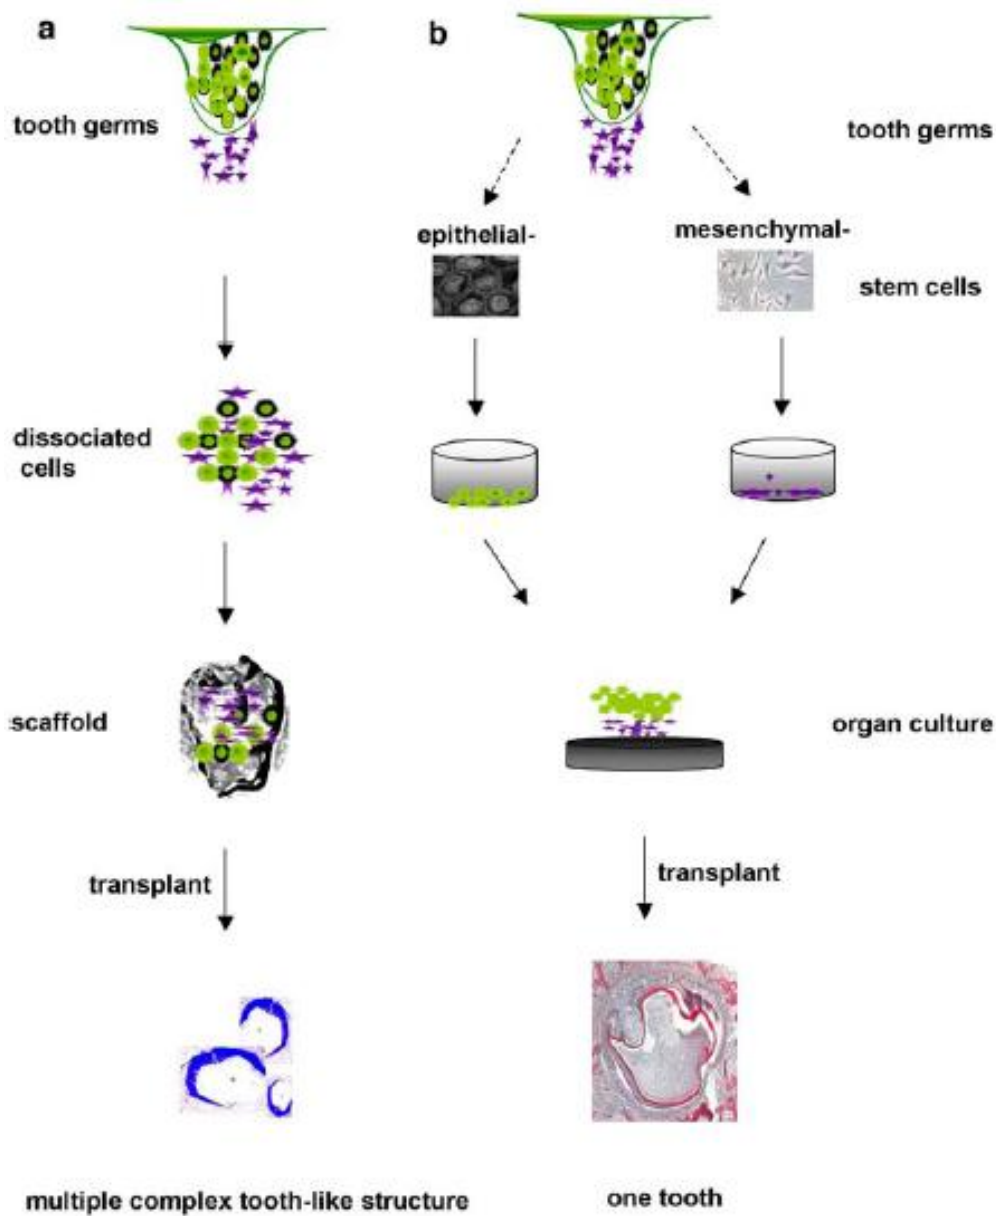 a
b
tooth germs
tooth germs
epithelial-
mesenchymal-
stem cells
dissociated
cells
scaffold
organ culture
transplant
transplant
multiple complex tooth-like structure
one tooth